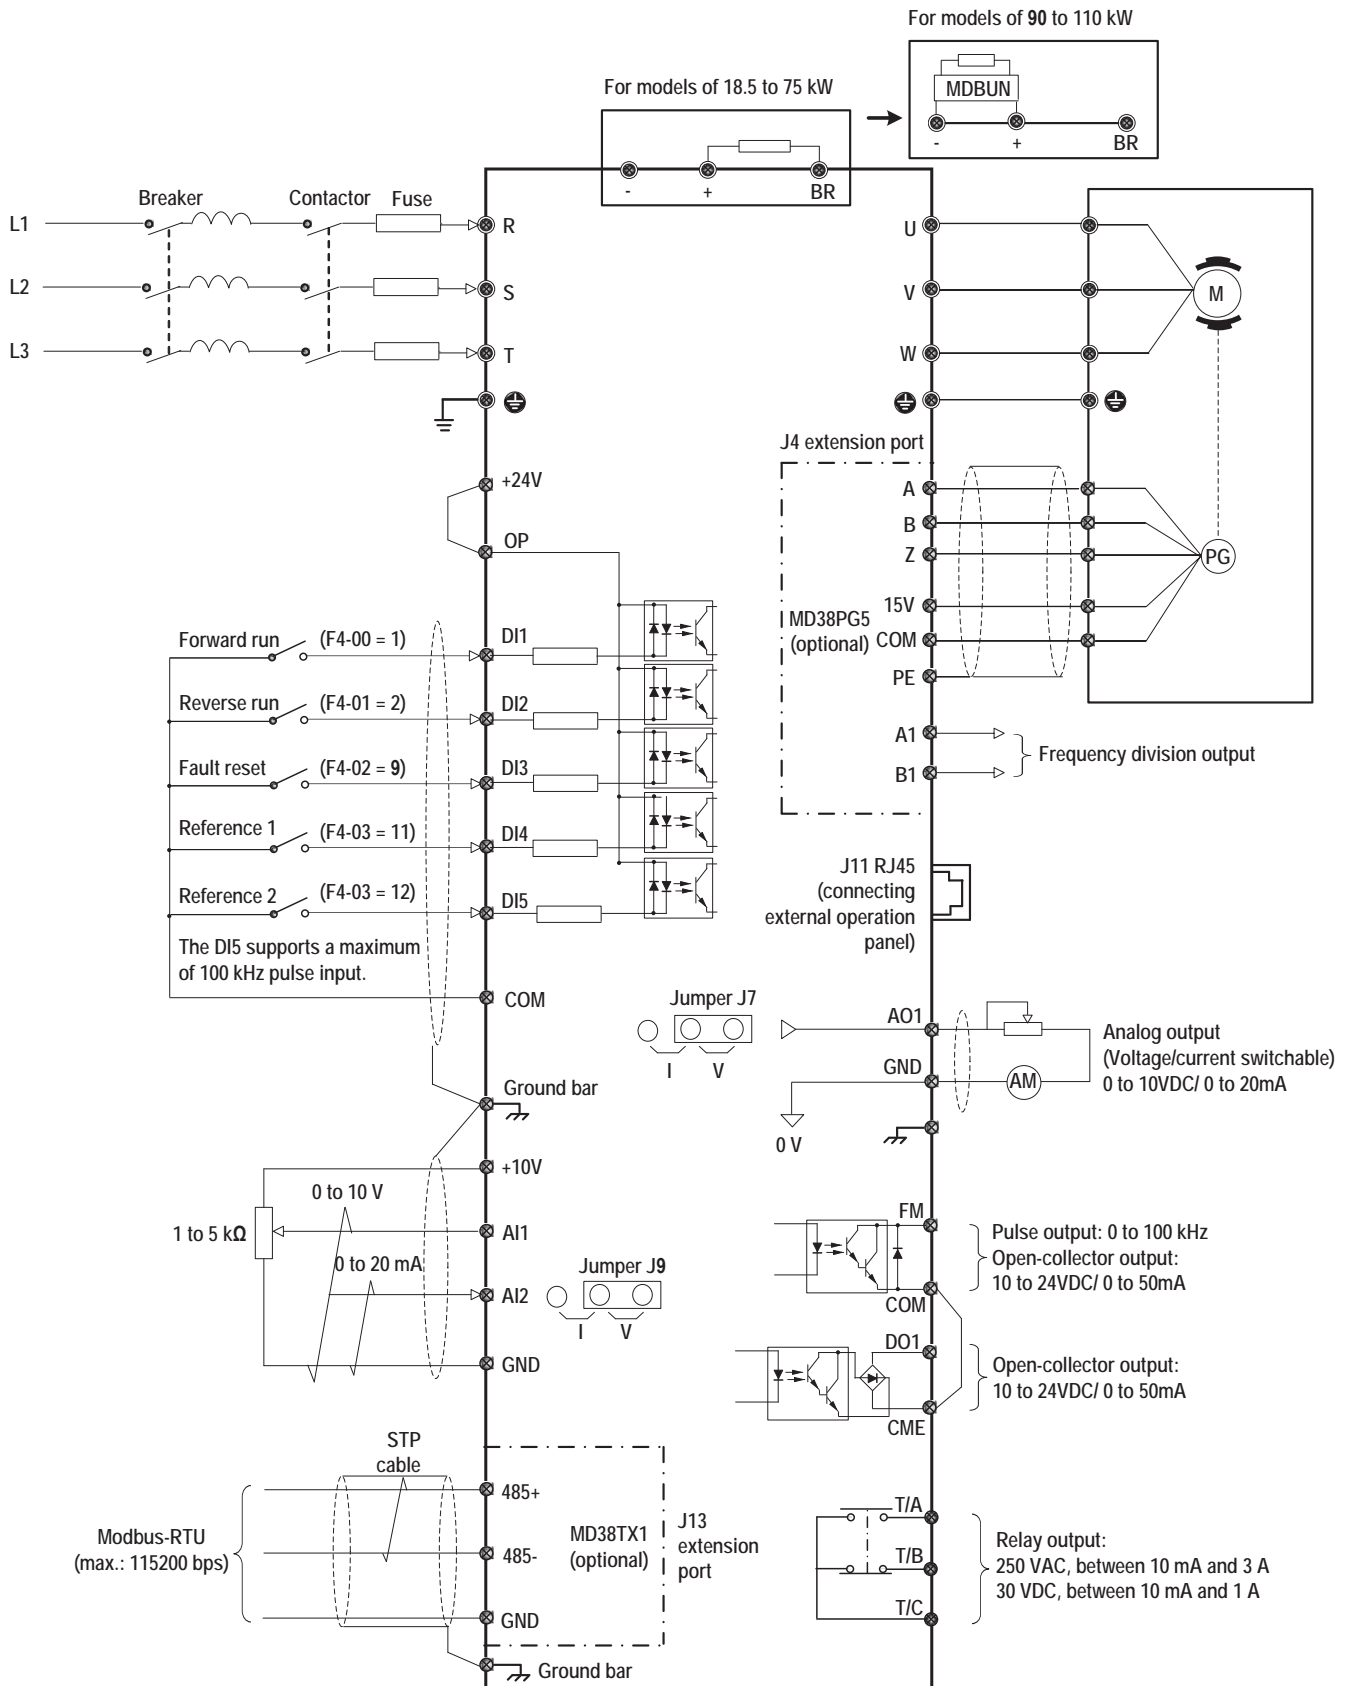 For models of 90 to 110 kW
MDBUN
- + BR
For models of 18.5 to 75 kW
- + BR
Breaker Contactor Fuse
L1 R U
L2 S V M
L3 T W
J4 extension port
+24V
A
OP
B
Z PG
15V
MD38PG5
(optional) COM
PE
Forward run (F4-00 = 1) DI1
Reverse run (F4-01 = 2) DI2
A1
Frequency division output
B1
Fault reset (F4-02 = 9) DI3
Reference 1 (F4-03 = 11) DI4
Reference 2 (F4-03 = 12) DI5
The DI5 supports a maximum
of 100 kHz pulse input.
COM
J11 RJ45
(connecting
external operation
panel)
Jumper J7
I V
AO1
GND
AM
0 V
Analog output
(Voltage/current switchable)
0 to 10VDC/ 0 to 20mA
Ground bar
+10V
0 to 10 V
1 to 5 kΩ
AI1
0 to 20 mA
AI2
Jumper J9
I V
GND
FM
COM
Pulse output: 0 to 100 kHz
Open-collector output:
10 to 24VDC/ 0 to 50mA
DO1
CME
Open-collector output:
10 to 24VDC/ 0 to 50mA
STP
cable
485+
Modbus-RTU
(max.: 115200 bps)
485-
MD38TX1
(optional)
J13
extension
port
GND
Ground bar
T/A
T/B
T/C
Relay output:
250 VAC, between 10 mA and 3 A
30 VDC, between 10 mA and 1 A